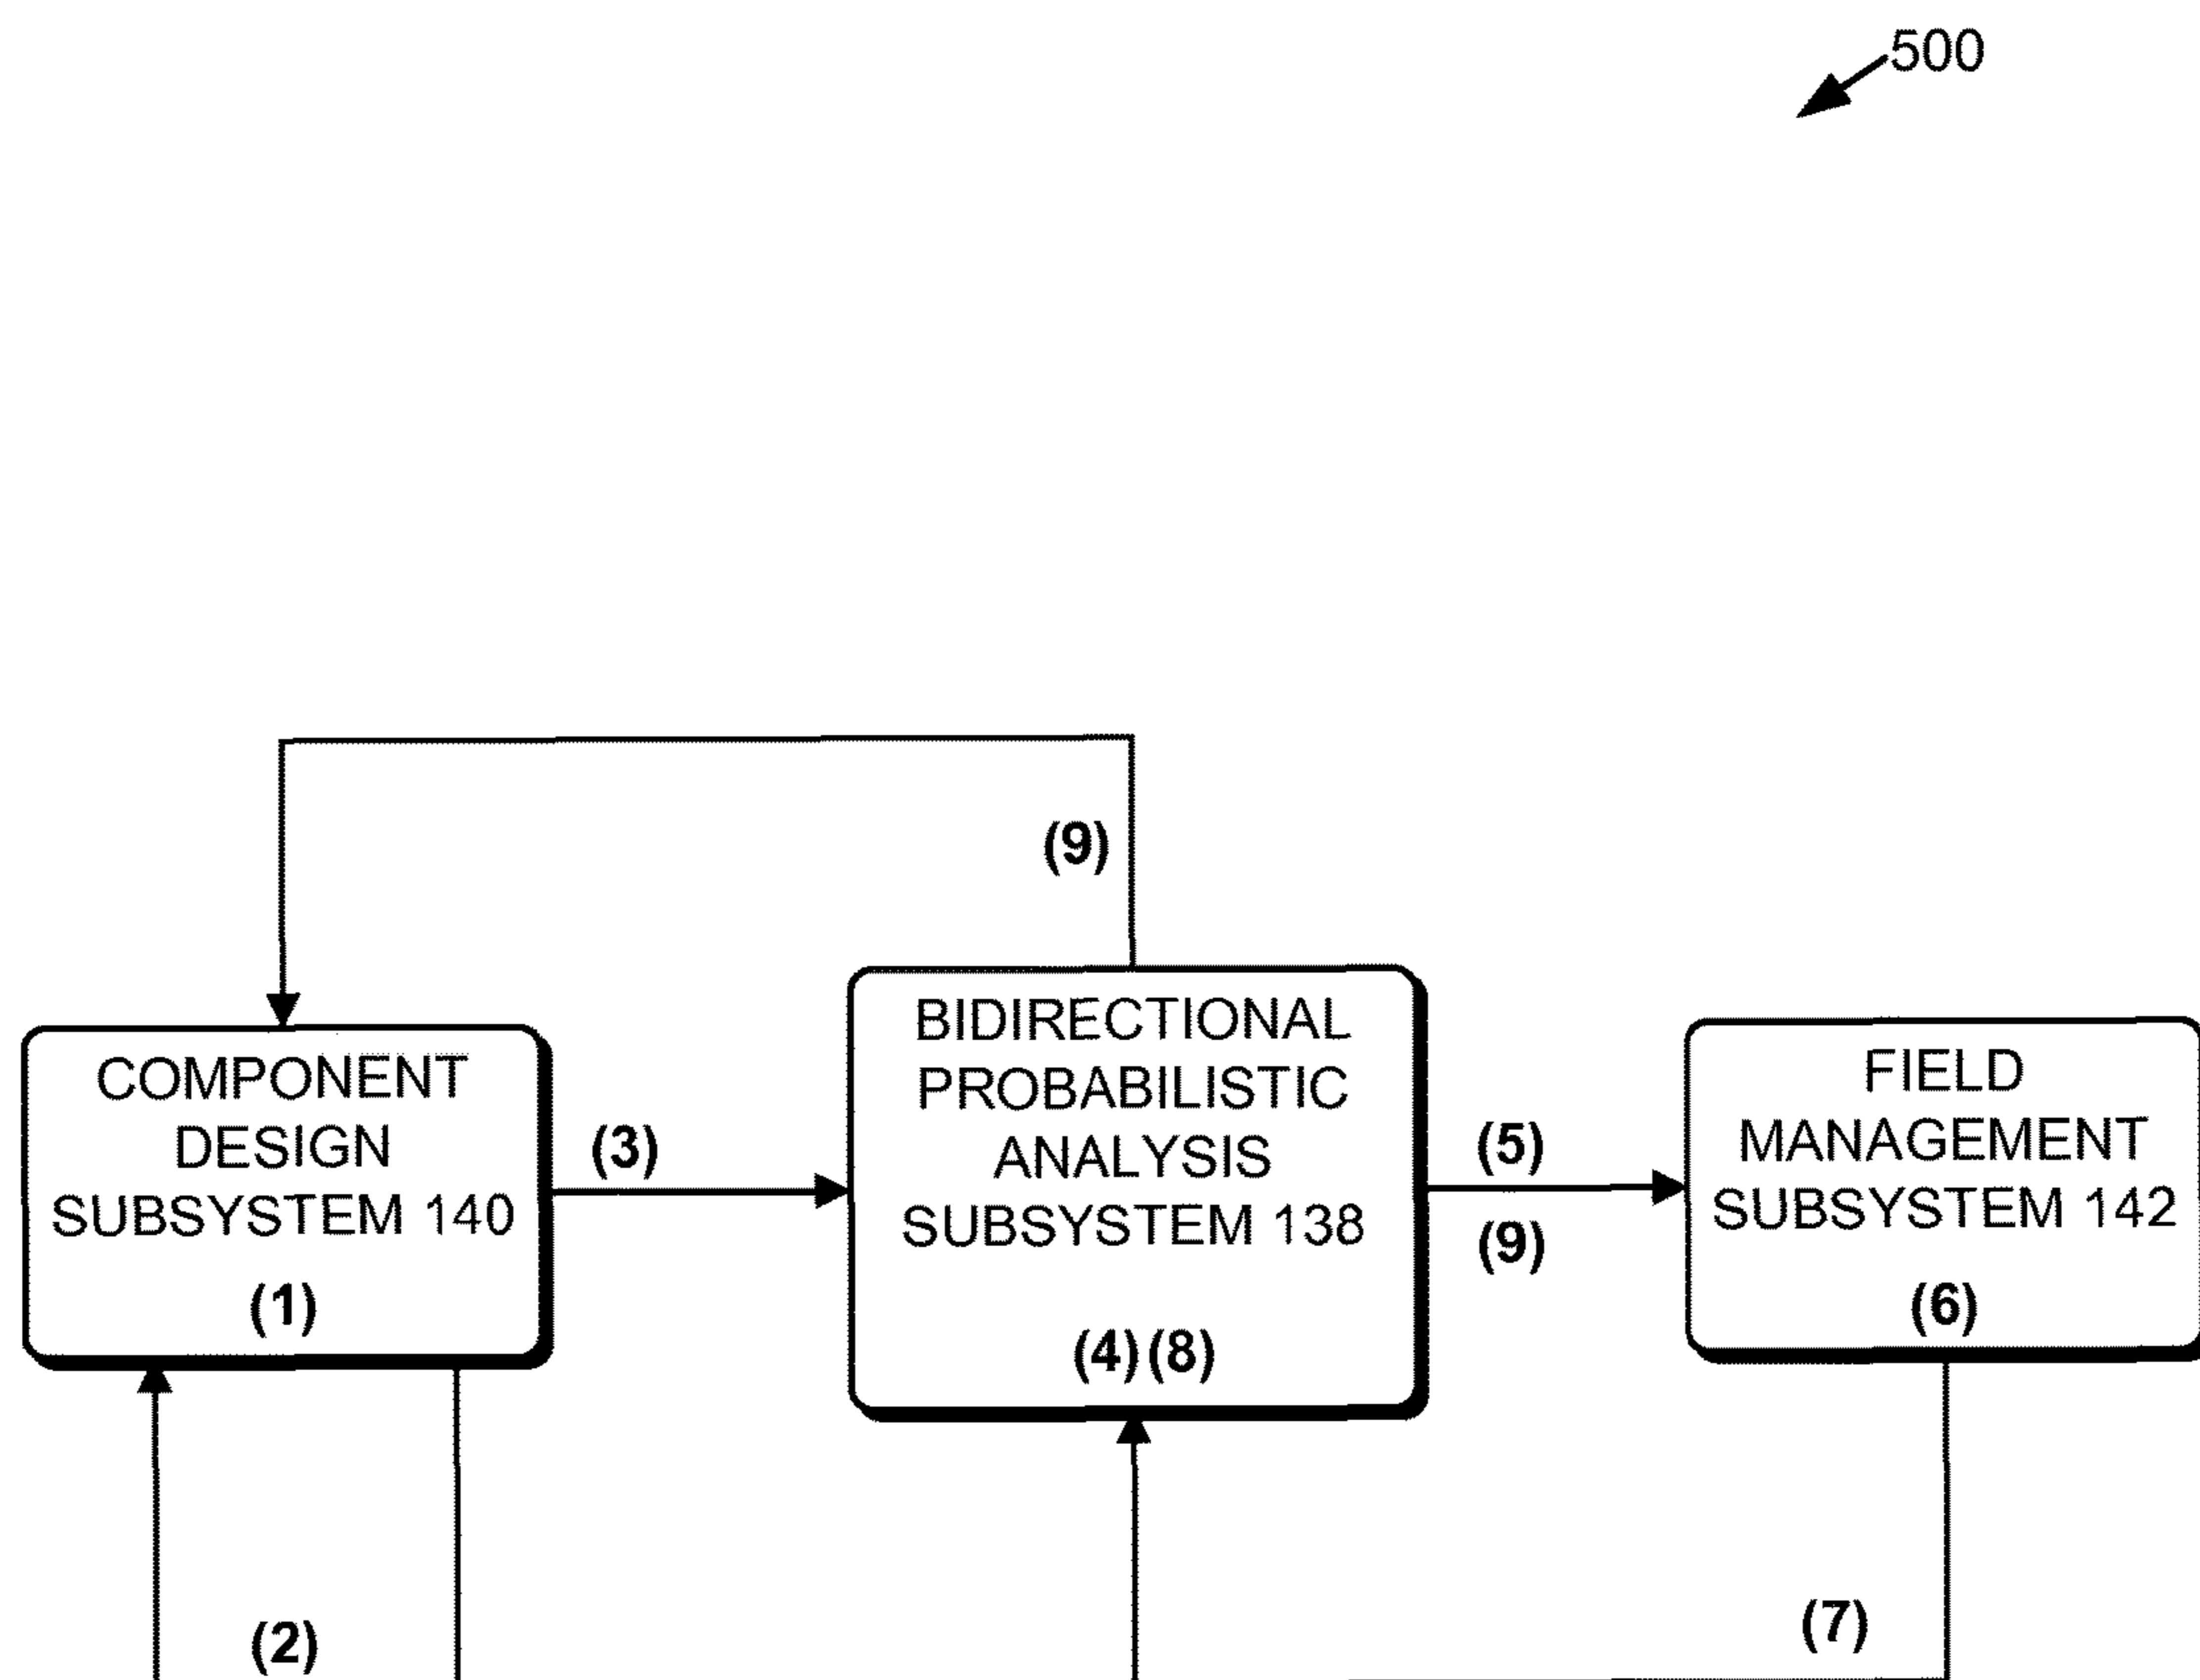 500
(9)
COMPONENT
DESIGN
SUBSYSTEM 140
(1)
(3)
BIDIRECTIONAL
PROBABILISTIC
ANALYSIS
SUBSYSTEM 138
(4) (8)
(5)
(9)
FIELD
MANAGEMENT
SUBSYSTEM 142
(6)
(2)
(7)